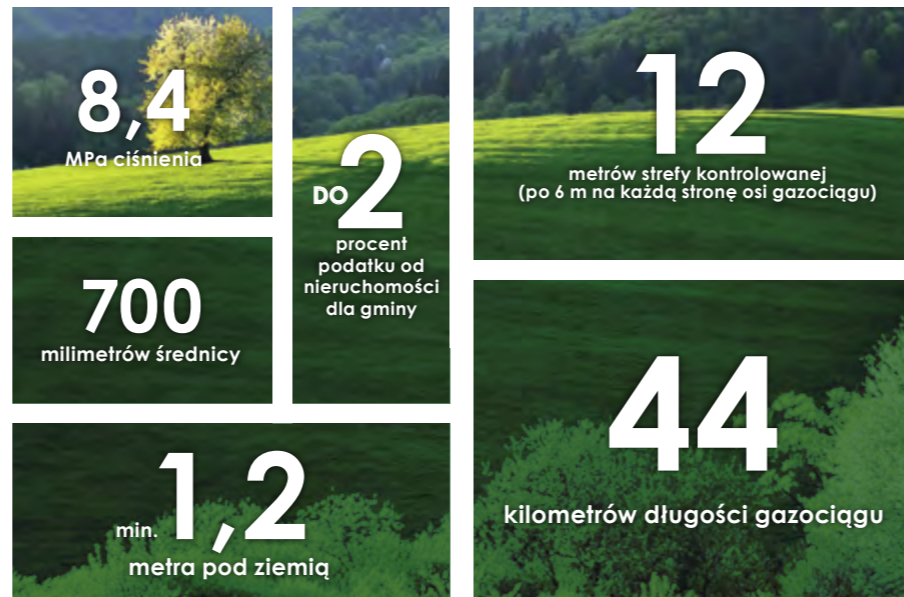 8,4
MPa ciśnienia
DO 2
procent
podatku od
nieruchomości
dla gminy
12
metrów strefy kontrolowanej
(po 6 m na każdą stronę osi gazociągu)
700
milimetrów średnicy
44
kilometrów długości gazociągu
min. 1,2
metra pod ziemią